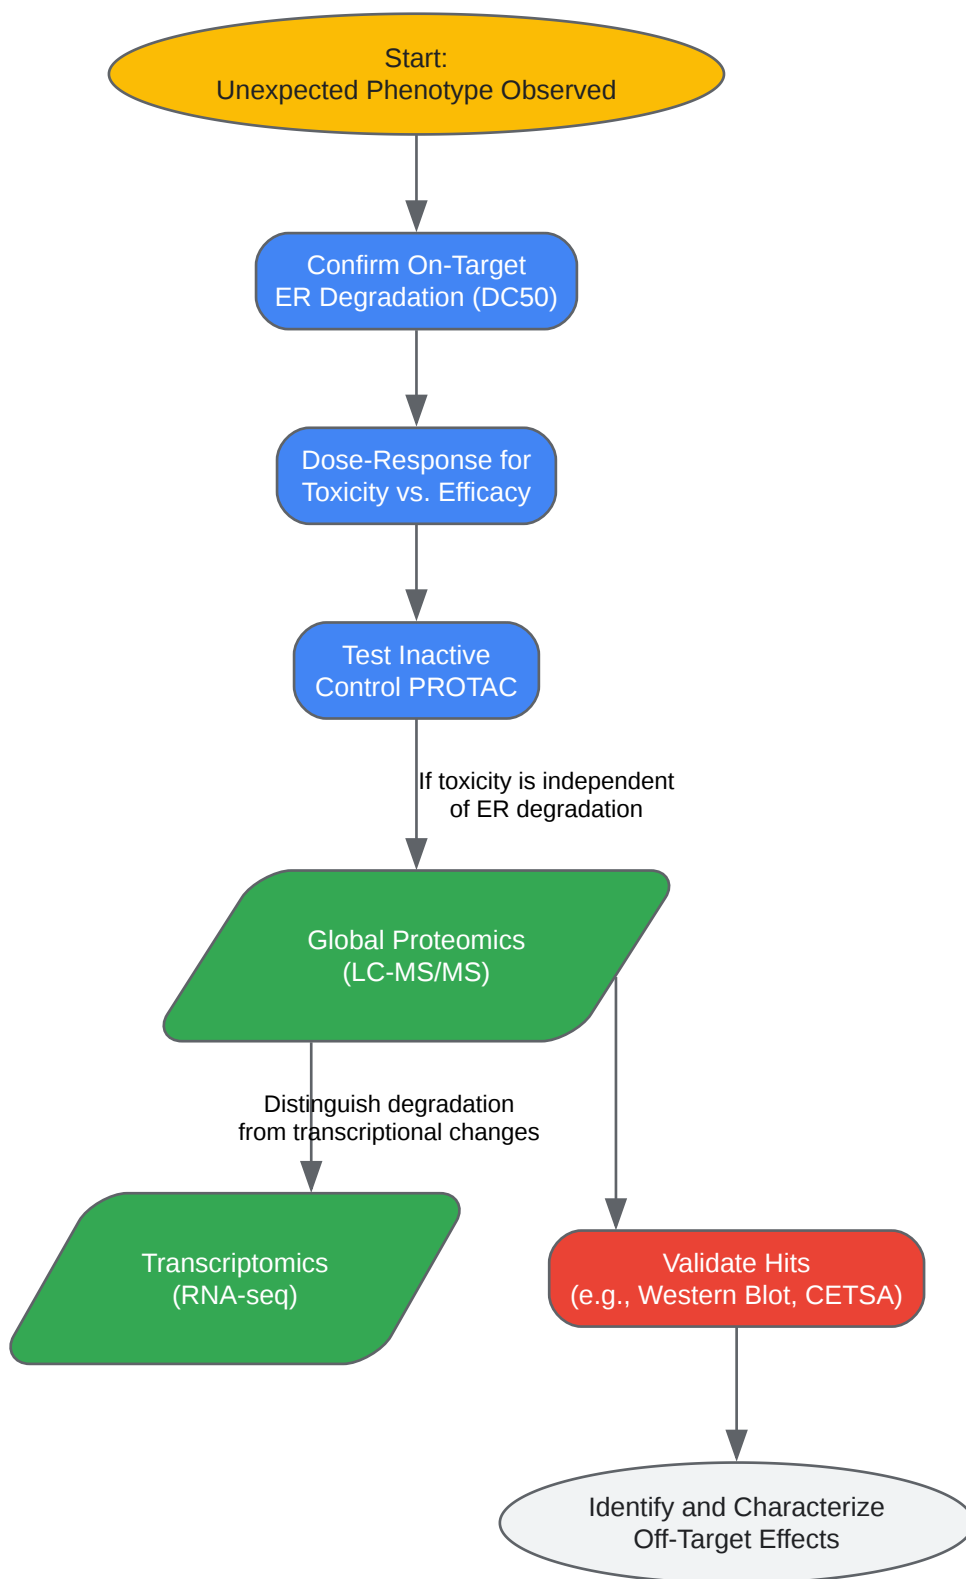 Start:
Unexpected Phenotype Observed
Confirm On-Target
ER Degradation (DC50)
Dose-Response for
Toxicity vs. Efficacy
Test Inactive
Control PROTAC
If toxicity is independent
of ER degradation
Global Proteomics
(LC-MS/MS)
Distinguish degradation
from transcriptional changes
Transcriptomics
(RNA-seq)
Validate Hits
(e.g., Western Blot, CETSA)
Identify and Characterize
Off-Target Effects